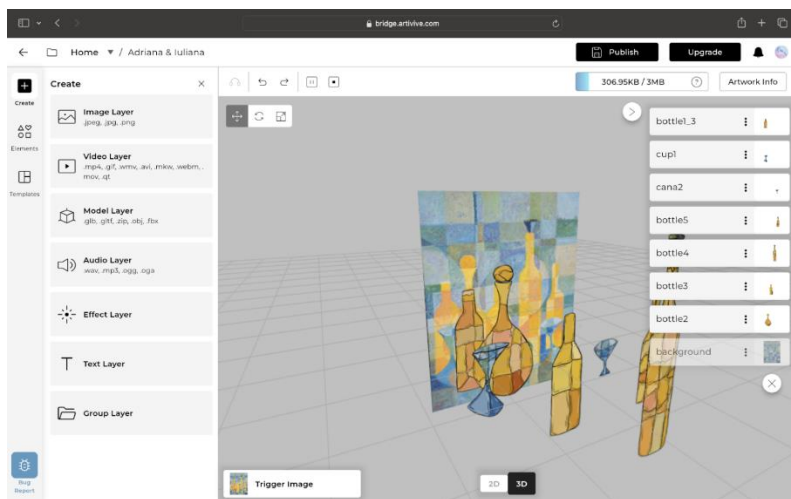 bridge.artivive.com
Home ▼ / Adriana & Iuliana
Publish
Upgrade
Create
Elements
Templates
Bug
Report
Create
Image Layer
.jpeg, .jpg, .png
Video Layer
.mp4, .gif, .wmv, .avi, .mkw, .webm, .
mov, .qt
Model Layer
.glb, .gltf, .zip, .obj, .fbx
Audio Layer
.wav, .mp3, .ogg, .oga
Effect Layer
Text Layer
Group Layer
306.95KB / 3MB
Artwork Info
bottle1_3
cup1
cana2
bottle5
bottle4
bottle3
bottle2
background
Trigger Image
2D 3D